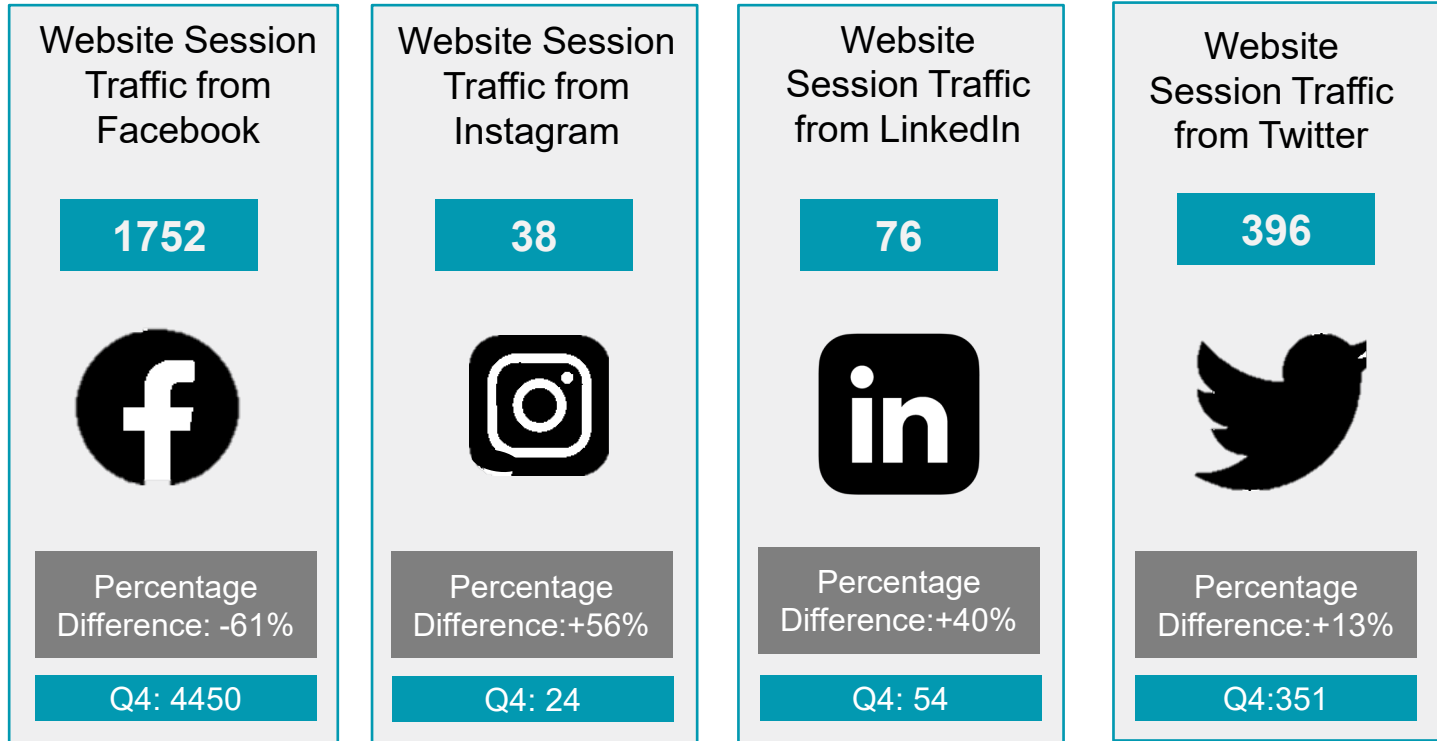 Website Session
Traffic from
Facebook
1752
f
Percentage
Difference: -61%
Q4: 4450
Website Session
Traffic from
Instagram
38
Percentage
Difference:+56%
Q4: 24
Website
Session Traffic
from LinkedIn
76
in
Percentage
Difference:+40%
Q4: 54
Website
Session Traffic
from Twitter
396
Percentage
Difference:+13%
Q4:351